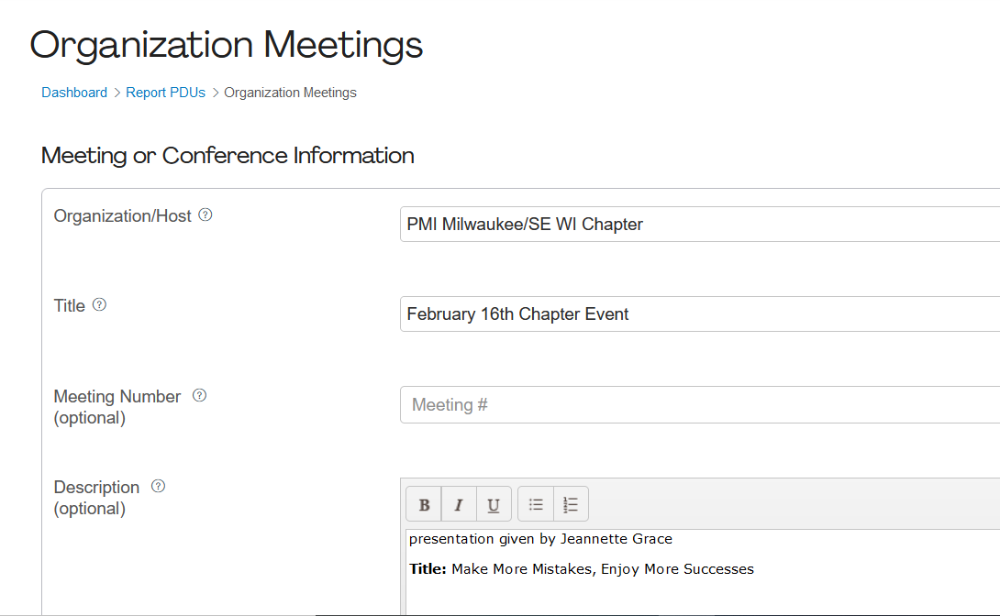 Organization Meetings
Dashboard > Report PDUs > Organization Meetings
Meeting or Conference Information
Organization/Host ?
PMI Milwaukee/SE WI Chapter
Title ?
February 16th Chapter Event
Meeting Number ?
(optional)
Meeting #
Description ?
(optional)
B I U
presentation given by Jeannette Grace
Title: Make More Mistakes, Enjoy More Successes